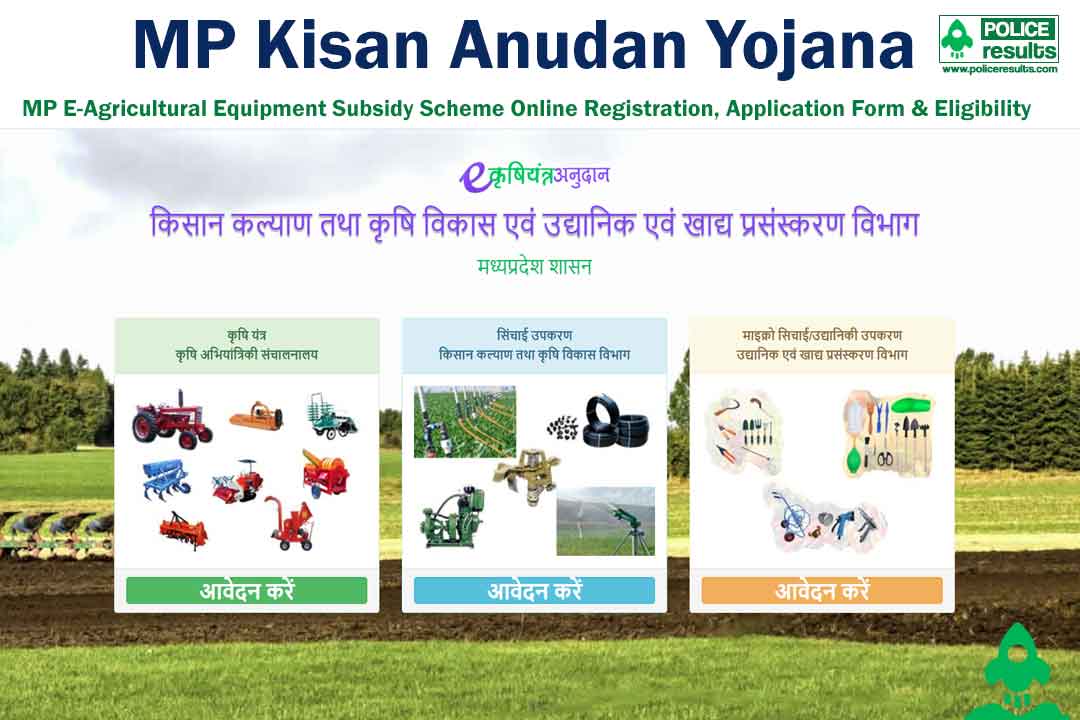 MP Kisan Anudan Yojana
POLICE
results
www.policeresults.com
MP E-Agricultural Equipment Subsidy Scheme Online Registration, Application Form & Eligibility
e कृषियंत्र अनुदान
किसान कल्याण तथा कृषि विकास एवं उद्यानिक एवं खाद्य प्रसंस्करण विभाग
मध्यप्रदेश शासन
कृषि यंत्र
कृषि अभियांत्रिकी संचालनालय
सिंचाई उपकरण
किसान कल्याण तथा कृषि विकास विभाग
माइक्रो सिचाई/उद्यानिकी उपकरण
उद्यानिक एवं खाद्य प्रसंस्करण विभाग
आवेदन करें
आवेदन करें
आवेदन करें